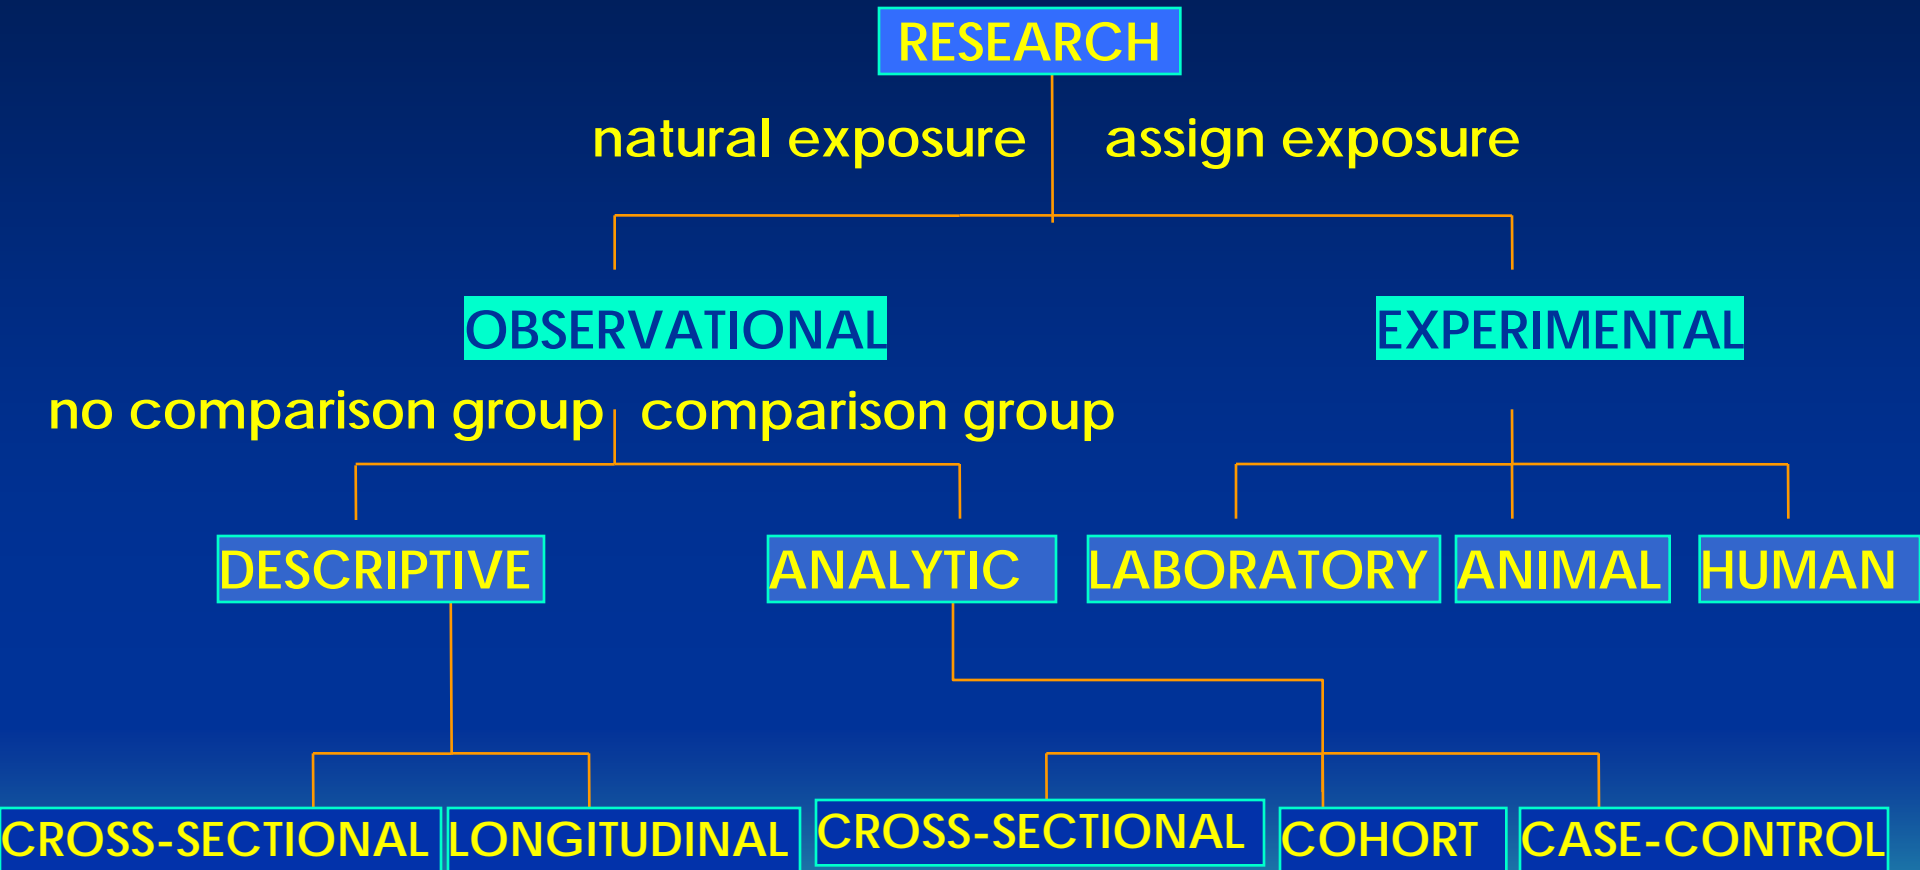 RESEARCH
natural exposure assign exposure
OBSERVATIONAL EXPERIMENTAL
no comparison group comparison group
DESCRIPTIVE ANALYTIC LABORATORY ANIMAL HUMAN
CROSS-SECTIONAL LONGITUDINAL CROSS-SECTIONAL COHORT CASE-CONTROL